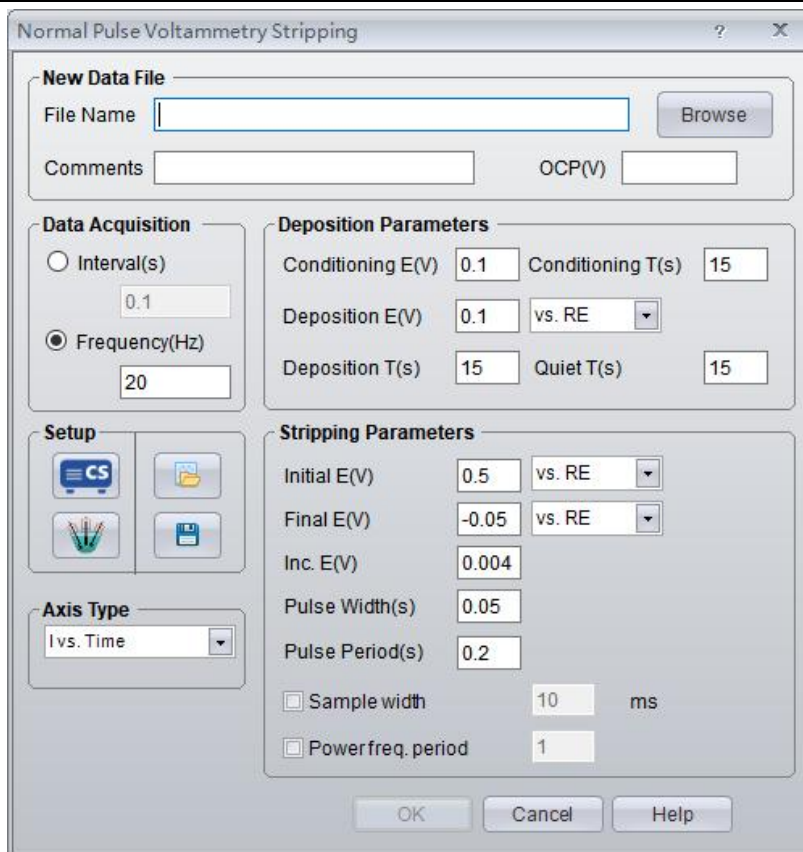 Normal Pulse Voltammetry Stripping ? X
New Data File
File Name Browse
Comments OCP(V)
Data Acquisition
Interval(s)
0.1
Frequency(Hz)
20
Deposition Parameters
Conditioning E(V) 0.1 Conditioning T(s) 15
Deposition E(V) 0.1 vs. RE
Deposition T(s) 15 Quiet T(s) 15
Setup
CS
Axis Type
I vs. Time
Stripping Parameters
Initial E(V) 0.5 vs. RE
Final E(V) -0.05 vs. RE
Inc. E(V) 0.004
Pulse Width(s) 0.05
Pulse Period(s) 0.2
Sample width 10 ms
Power freq. period 1
OK Cancel Help